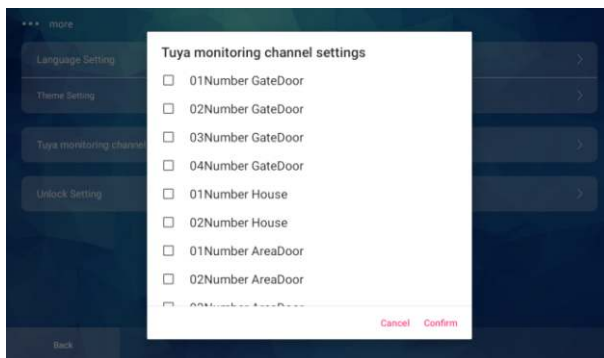 ••• more
Language Setting
Theme Setting
Tuya monitoring channel
Unlock Setting
Back
Tuya monitoring channel settings
01Number GateDoor
02Number GateDoor
03Number GateDoor
04Number GateDoor
01Number House
02Number House
01Number AreaDoor
02Number AreaDoor
Cancel Confirm